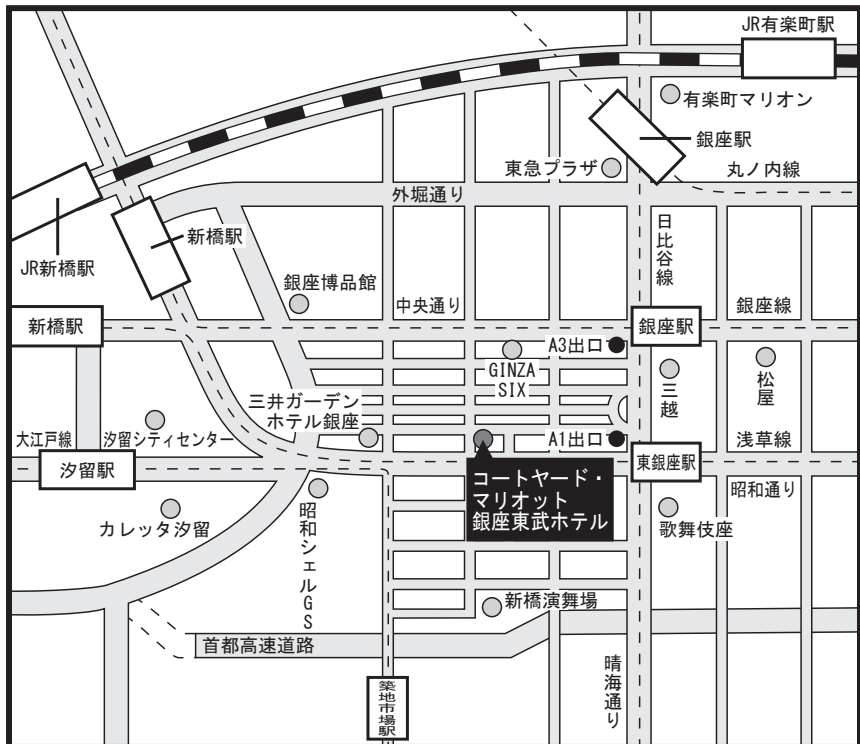 JR有楽町駅
有楽町マリオン
銀座駅
東急プラザ
丸ノ内線
外堀通り
日比谷線
新橋駅
JR新橋駅
銀座博品館
中央通り
銀座線
新橋駅
銀座駅
A3出口
GINZA
SIX
三越
松屋
三井ガーデン
ホテル銀座
大江戸線
汐留シティセンター
A1出口
浅草線
汐留駅
東銀座駅
昭和通り
コートヤード・
マリオット
銀座東武ホテル
カレッタ汐留
昭和シェルGS
歌舞伎座
新橋演舞場
首都高速道路
晴海通り
築地市場駅